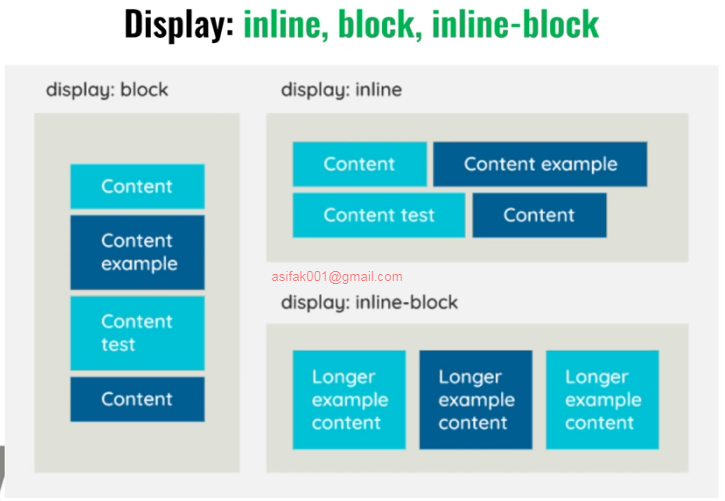 Display: inline, block, inline-block
display: block
Content
Content
example
Content
test
Content
display: inline
Content
Content example
Content test
Content
asifak001@gmail.com
display: inline-block
Longer
example
content
Longer
example
content
Longer
example
content